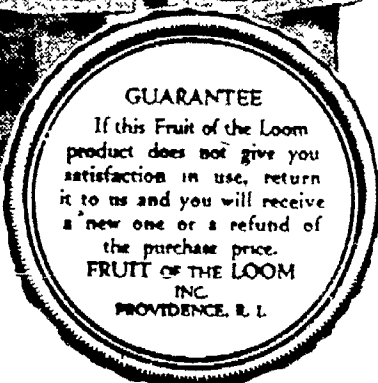 GUARANTEE
If this Fruit of the Loom
product does not give you
satisfaction in use, return
it to us and you will receive
a new one or a refund of
the purchase price.
FRUIT OF THE LOOM
INC.
PROVIDENCE, R. I.